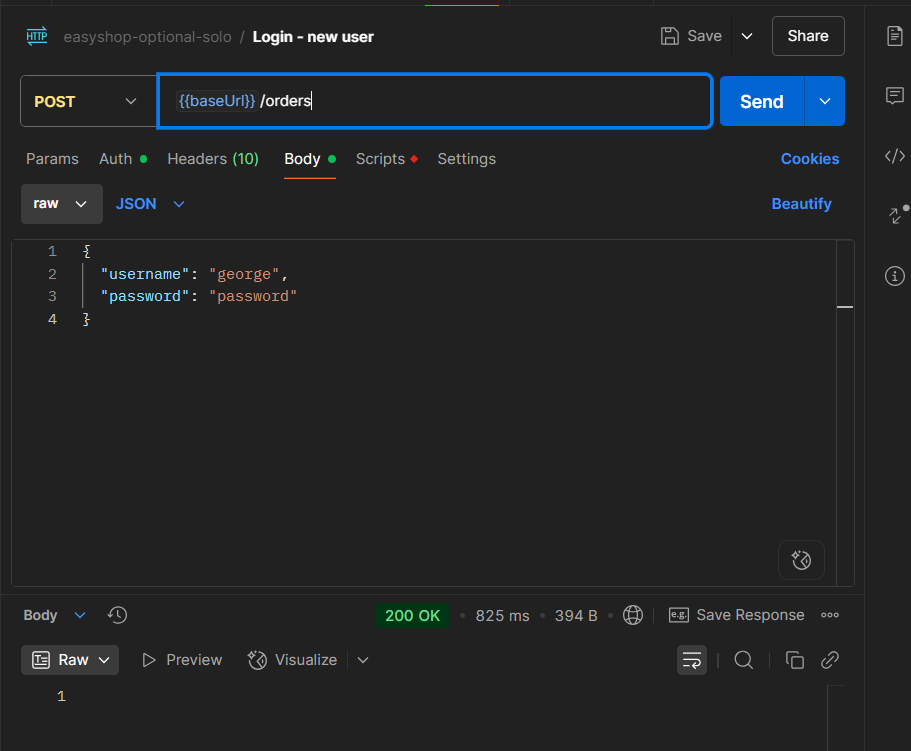 HTTP easyshop-optional-solo / Login - new user Save Share
POST {{baseUrl}} /orders Send
Params Auth Headers (10) Body Scripts Settings Cookies
raw JSON Beautify
1 {
2 "username": "george",
3 "password": "password"
4 }
Body 200 OK 825 ms 394 B e.g. Save Response
Raw Preview Visualize
1